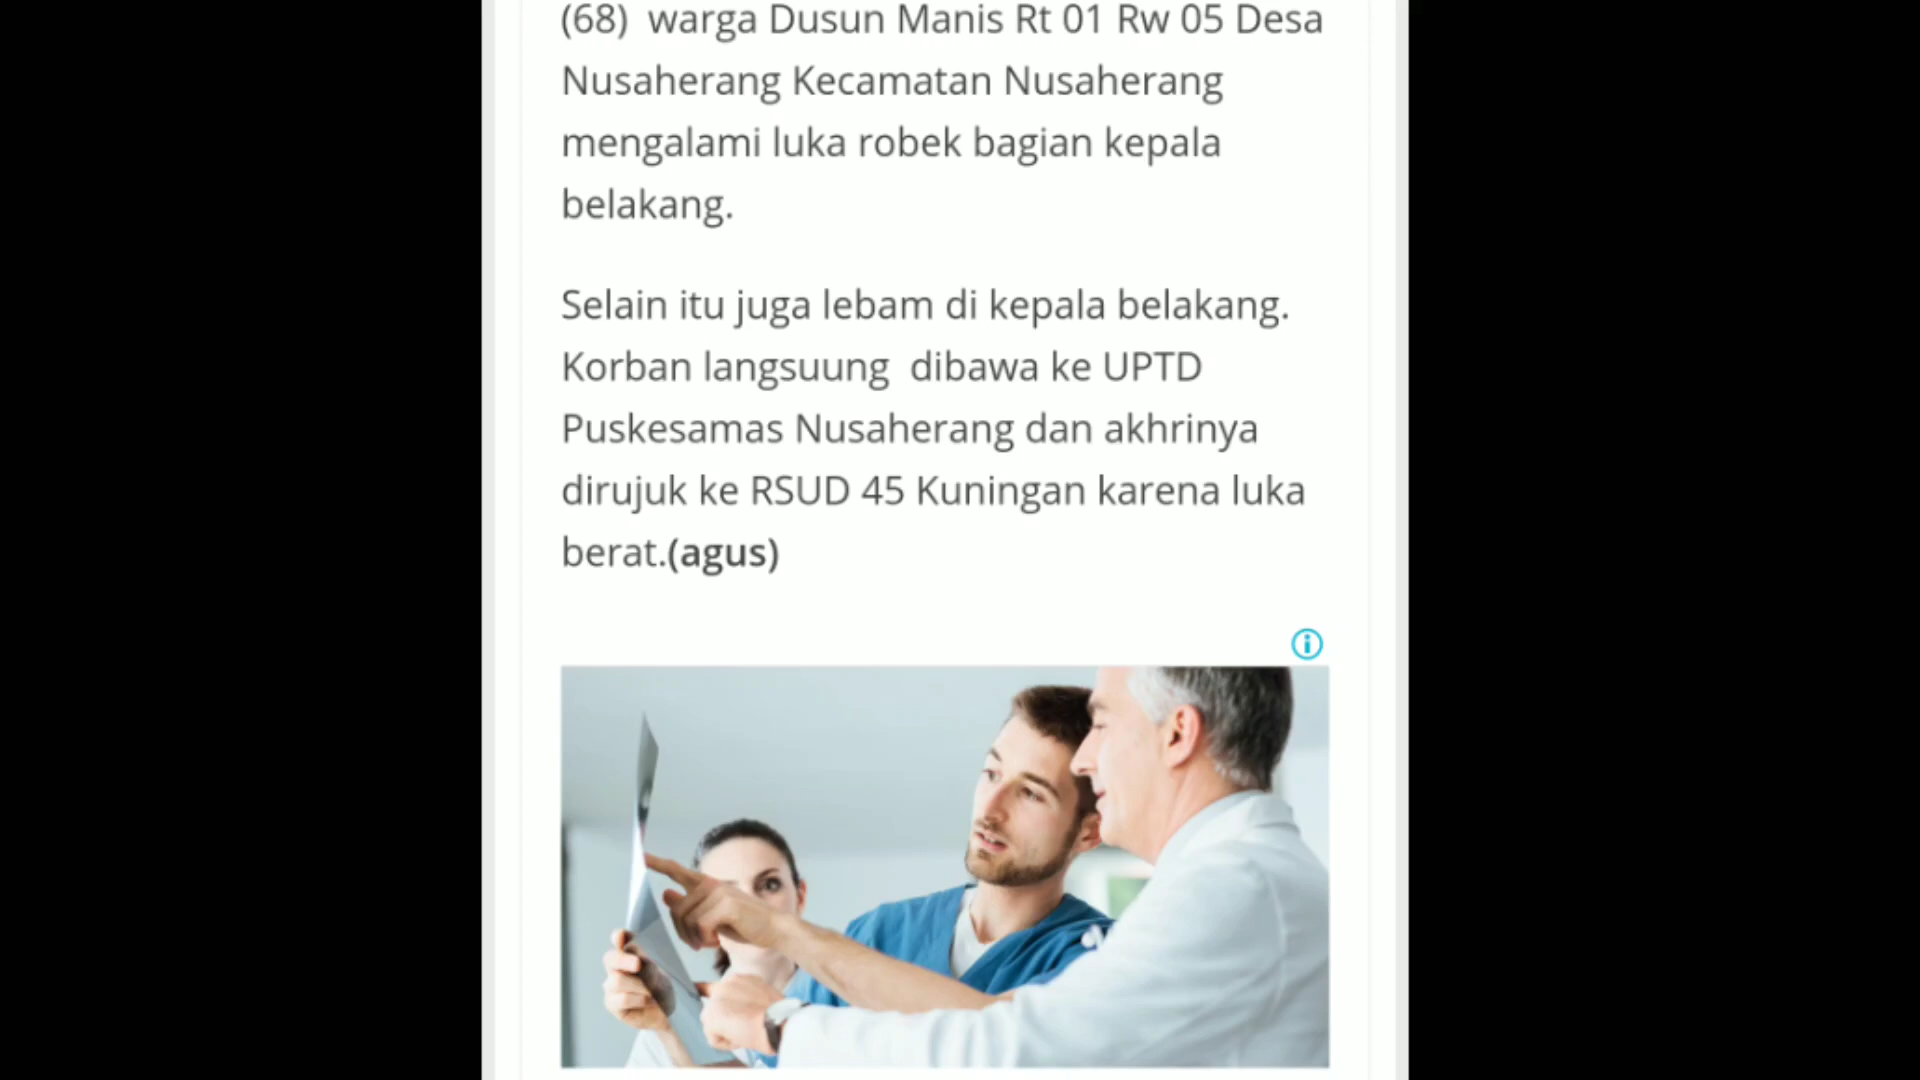 (68) warga Dusun Manis Rt 01 Rw 05 Desa
Nusaherang Kecamatan Nusaherang
mengalami luka robek bagian kepala
belakang.
Selain itu juga lebam di kepala belakang.
Korban langsuung dibawa ke UPTD
Puskesamas Nusaherang dan akhrinya
dirujuk ke RSUD 45 Kuningan karena luka
berat.(agus)